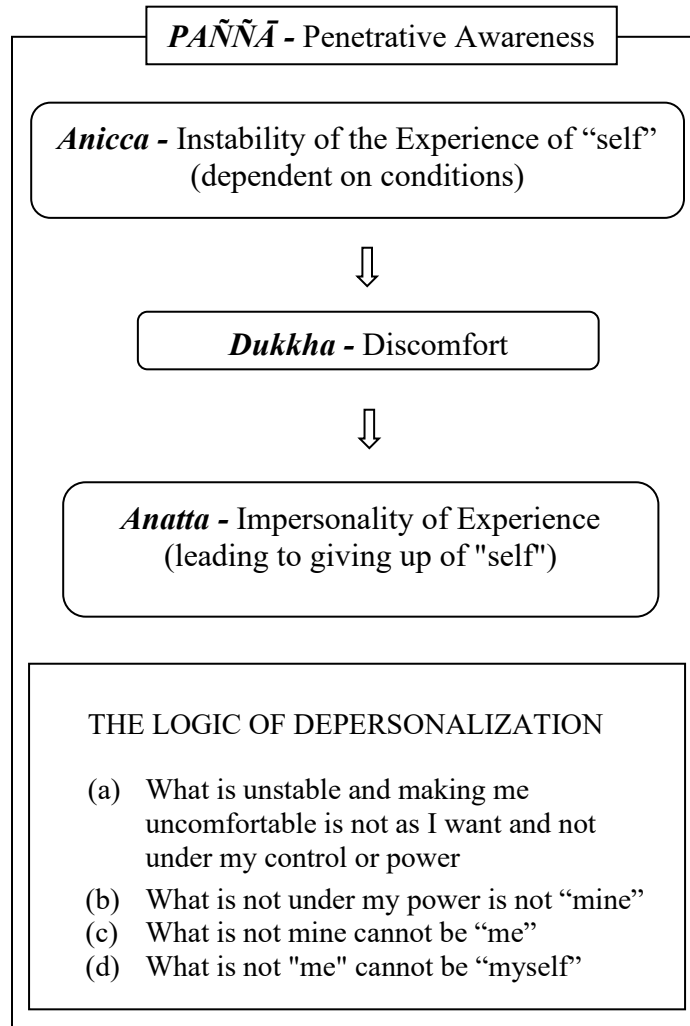 PAÑÑĀ - Penetrative Awareness
Anicca - Instability of the Experience of “self”
(dependent on conditions)
Dukkha - Discomfort
Anatta - Impersonality of Experience
(leading to giving up of "self")
THE LOGIC OF DEPERSONALIZATION
(a) What is unstable and making me
uncomfortable is not as I want and not
under my control or power
(b) What is not under my power is not “mine”
(c) What is not mine cannot be “me”
(d) What is not "me" cannot be “myself”